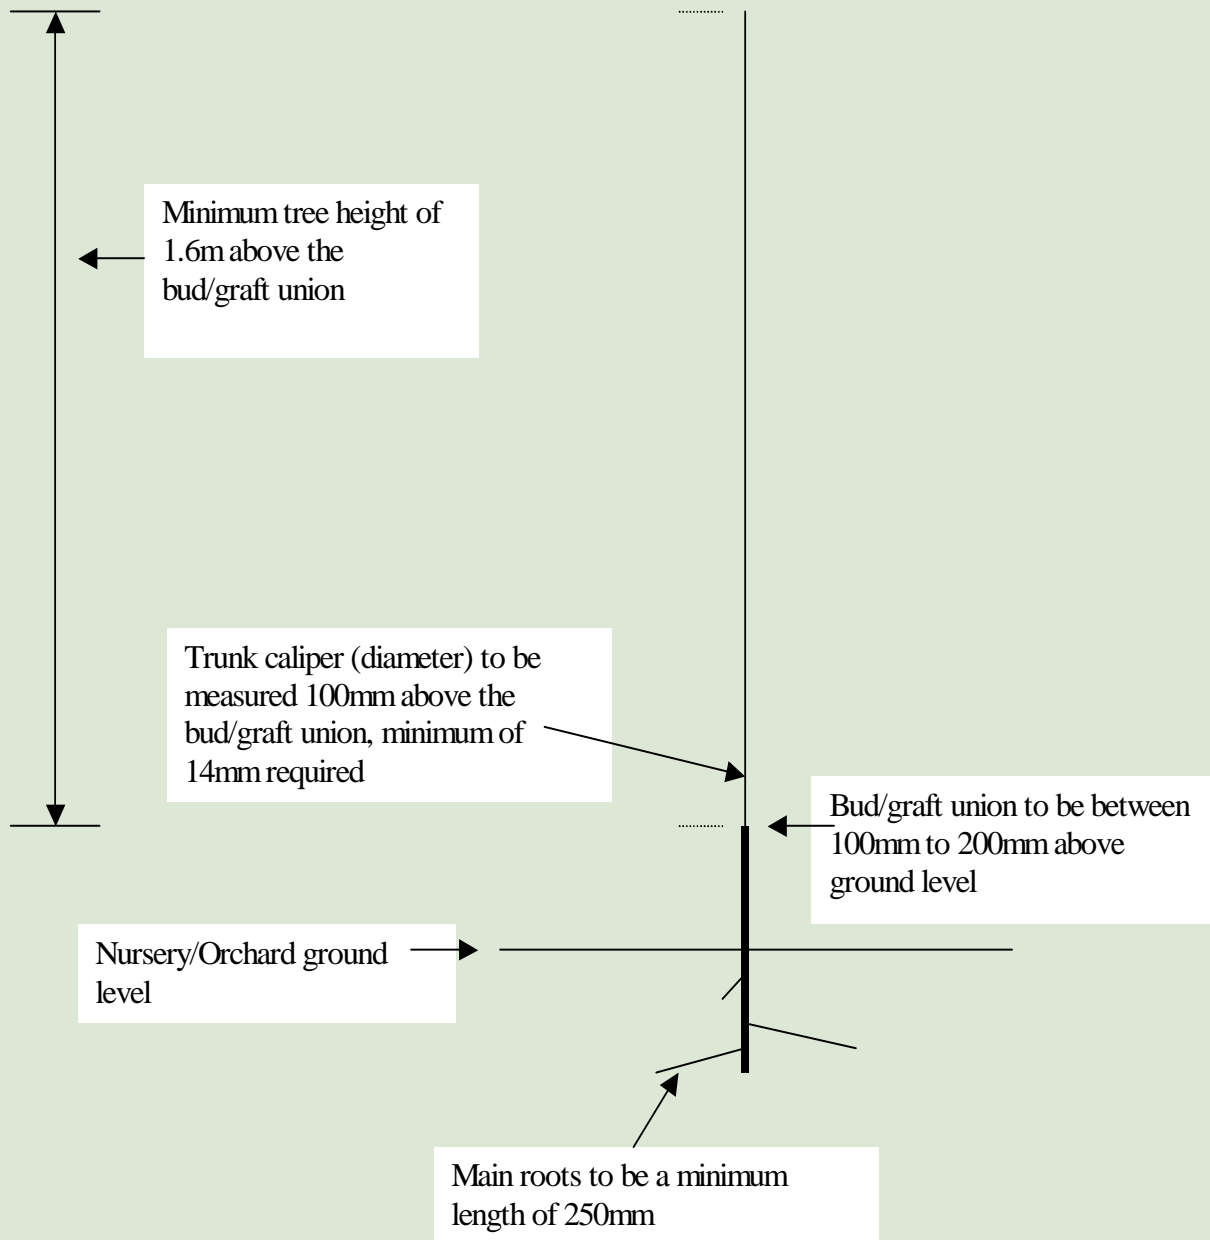 Minimum tree height of
1.6m above the
bud/graft union
Trunk caliper (diameter) to be
measured 100mm above the
bud/graft union, minimum of
14mm required
Bud/graft union to be between
100mm to 200mm above
ground level
Nursery/Orchard ground
level
Main roots to be a minimum
length of 250mm